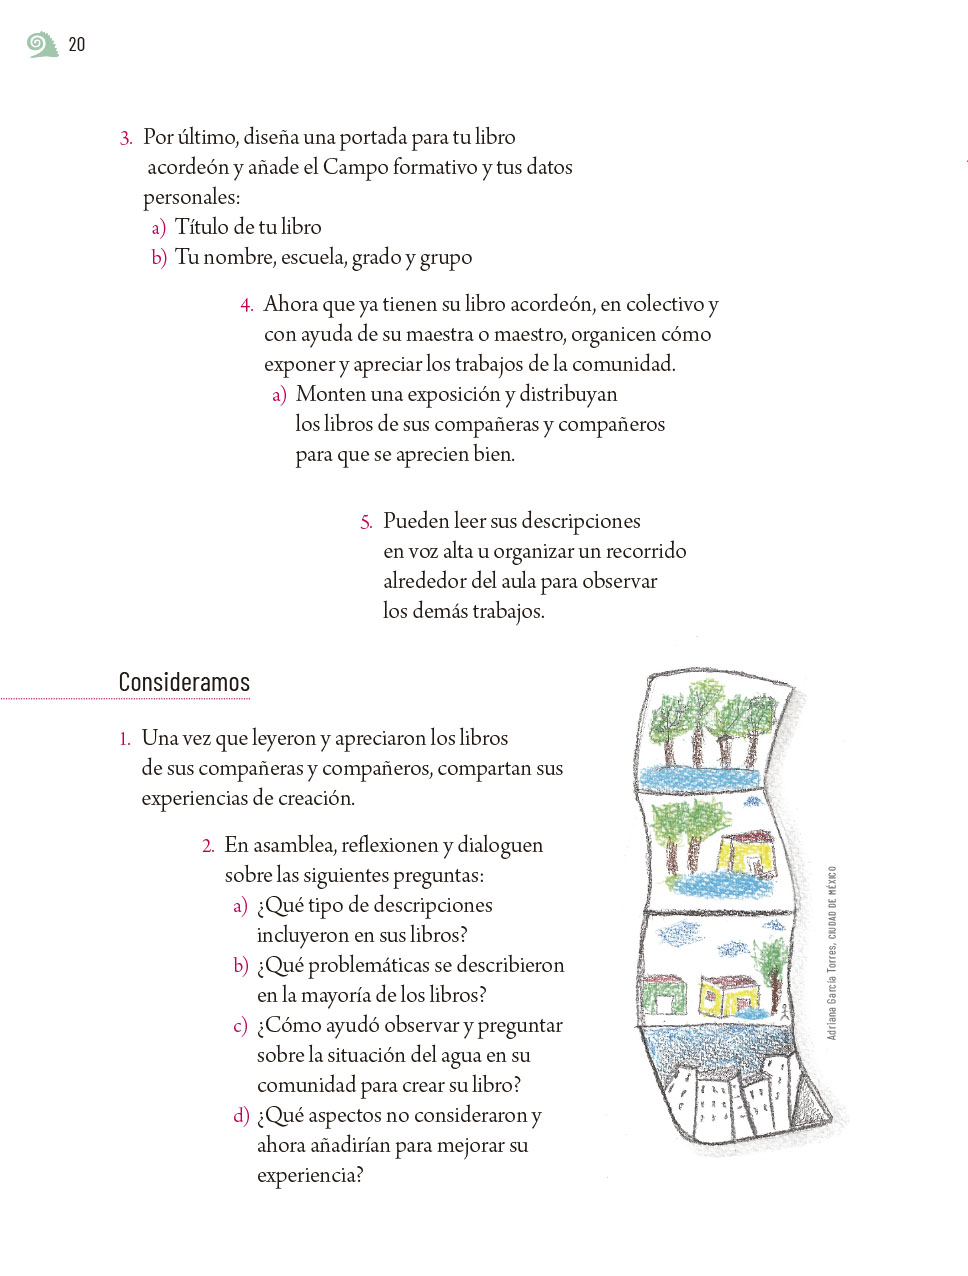 20
3. Por último, diseña una portada para tu libro
acordeón y añade el Campo formativo y tus datos
personales:
a) Título de tu libro
b) Tu nombre, escuela, grado y grupo
4. Ahora que ya tienen su libro acordeón, en colectivo y
con ayuda de su maestra o maestro, organicen cómo
exponer y apreciar los trabajos de la comunidad.
a) Monten una exposición y distribuyan
los libros de sus compañeras y compañeros
para que se aprecien bien.
5. Pueden leer sus descripciones
en voz alta u organizar un recorrido
alrededor del aula para observar
los demás trabajos.
Consideramos
1. Una vez que leyeron y apreciaron los libros
de sus compañeras y compañeros, compartan sus
experiencias de creación.
2. En asamblea, reflexionen y dialoguen
sobre las siguientes preguntas:
a) ¿Qué tipo de descripciones
incluyeron en sus libros?
b) ¿Qué problemáticas se describieron
en la mayoría de los libros?
c) ¿Cómo ayudó observar y preguntar
sobre la situación del agua en su
comunidad para crear su libro?
d) ¿Qué aspectos no consideraron y
ahora añadirían para mejorar su
experiencia?
Adriana García Torres, CIUDAD DE MÉXICO